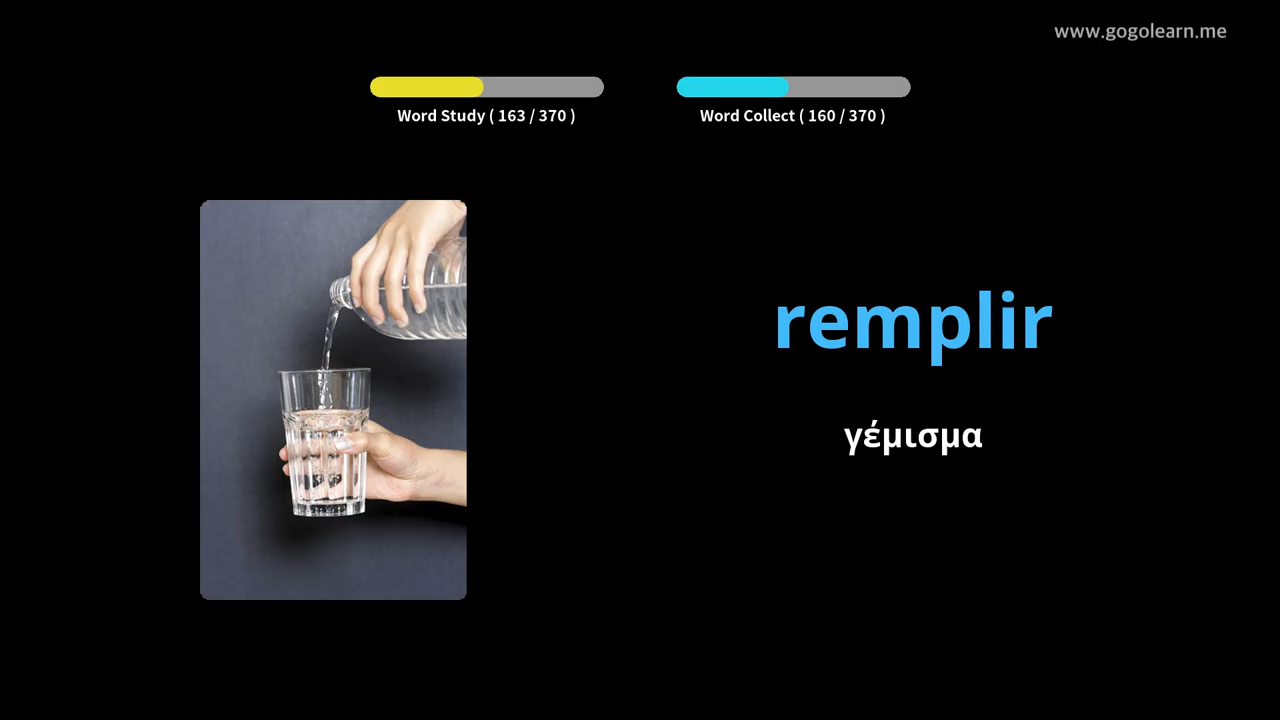 www.gogolearn.me
Word Study ( 163 / 370 )
Word Collect ( 160 / 370 )
remplir
γέμισμα